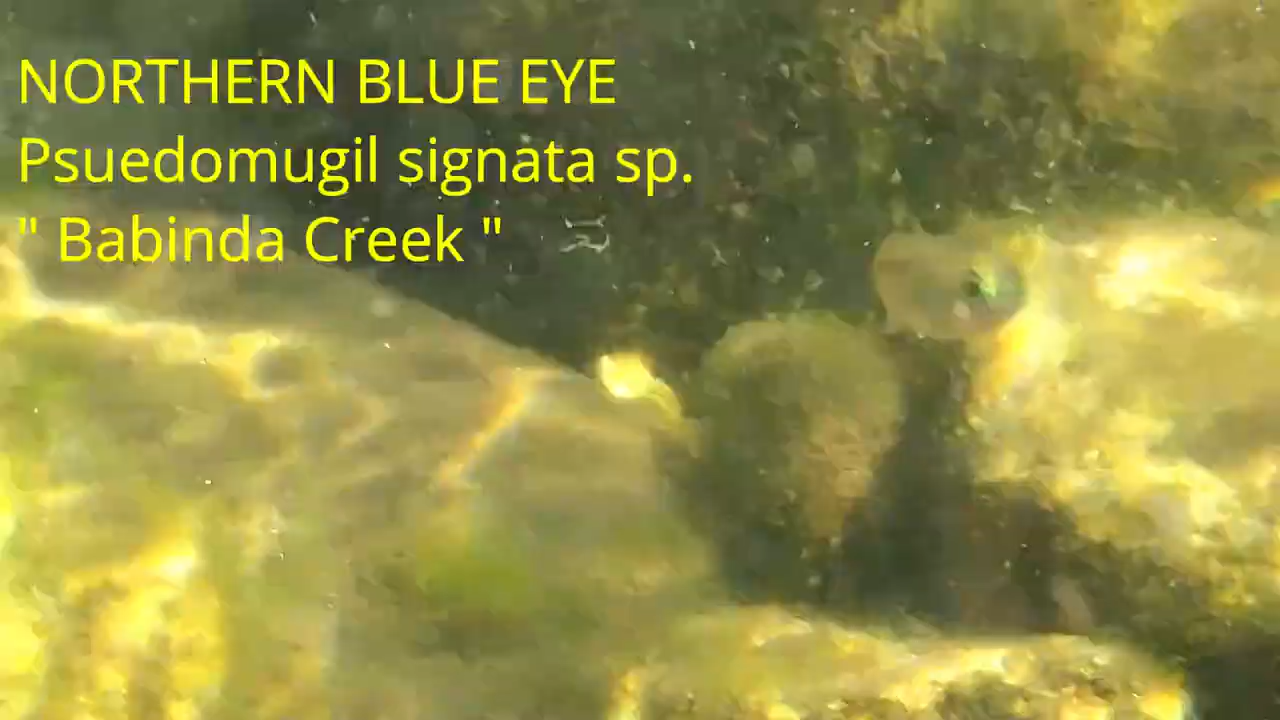 NORTHERN BLUE EYE
Psuedomugil signata sp.
" Babinda Creek "